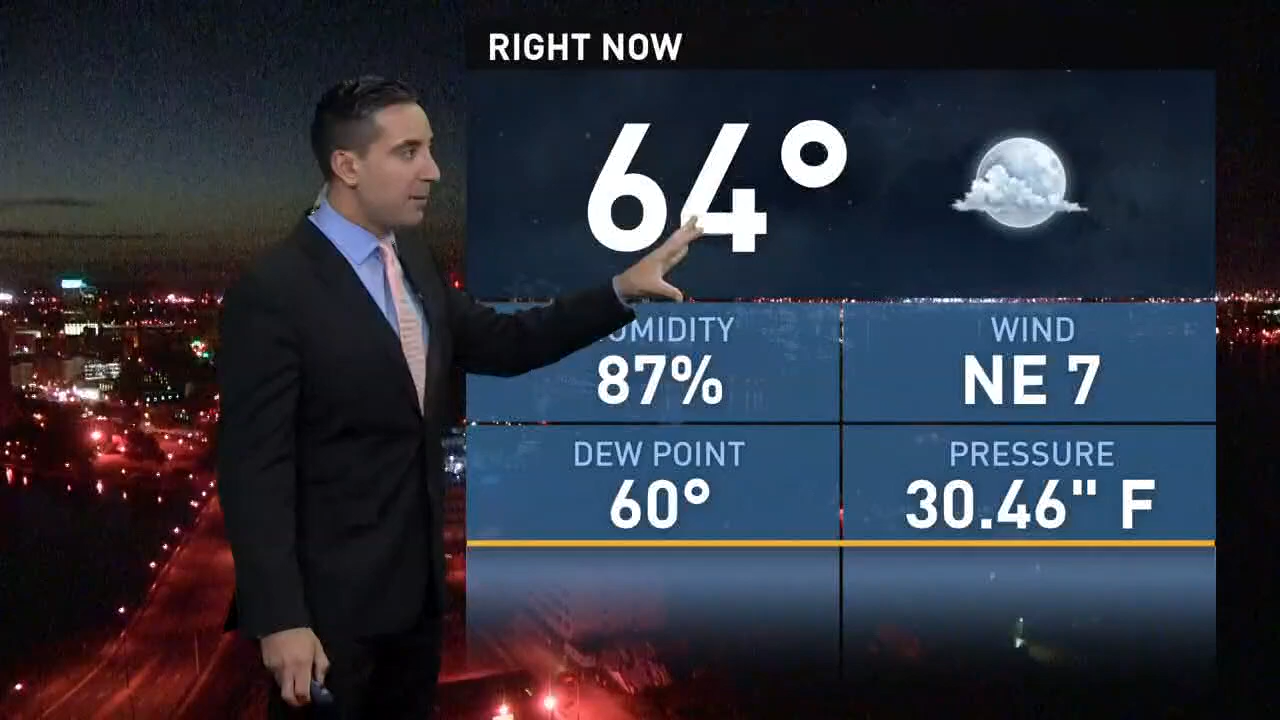 RIGHT NOW
64°
UMIDITY
87%
WIND
NE 7
DEW POINT
60°
PRESSURE
30.46" F